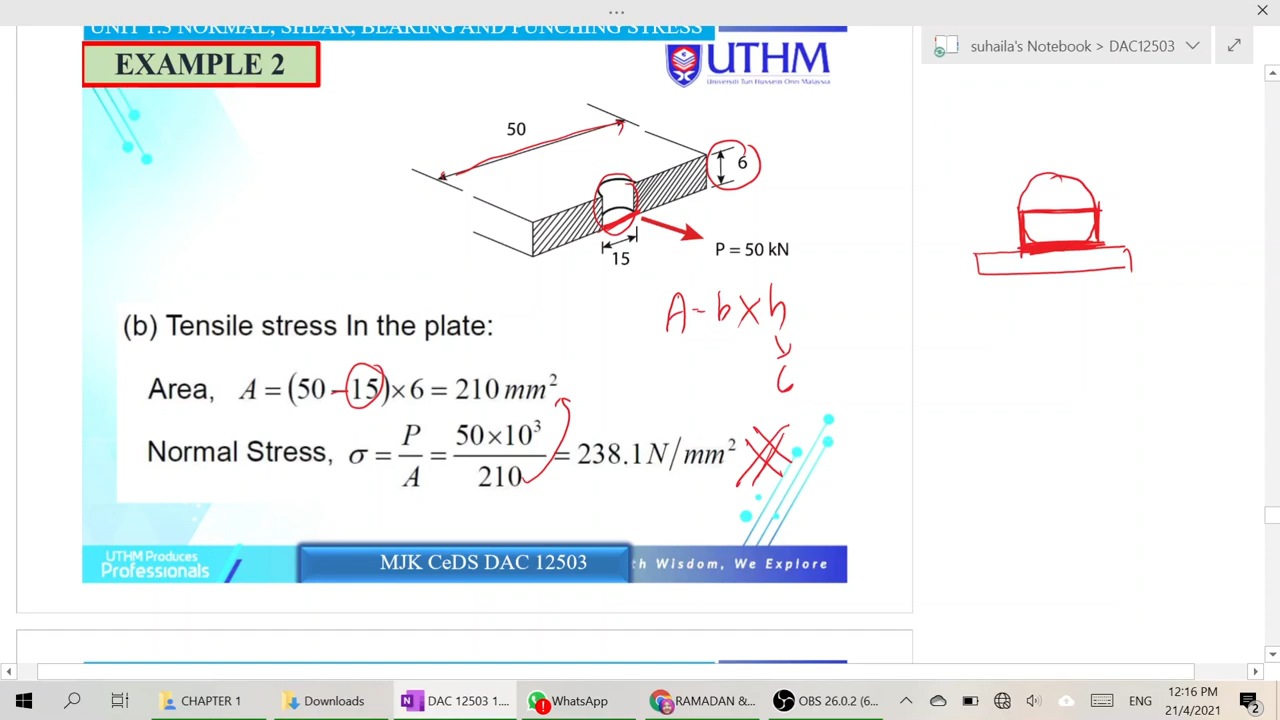 UNIT 1.3 NORMAL, SHEAR, BEARING AND PUNCHING STRESS
EXAMPLE 2
UTHM
Universiti Tun Hussein Onn Malaysia
suhaila's Notebook > DAC12503
50
6
15
P = 50 kN
A = b × h
6
(b) Tensile stress In the plate:
Area, A = (50 − 15) × 6 = 210 mm²
Normal Stress, σ = P/A = 50×10³/210 = 238.1 N/mm²
UTHM Produces
Professionals
MJK CeDS DAC 12503
h Wisdom, We Explore
CHAPTER 1
Downloads
DAC 12503 1....
WhatsApp
RAMADAN &...
OBS 26.0.2 (6...
ENG
12:16 PM
21/4/2021
2